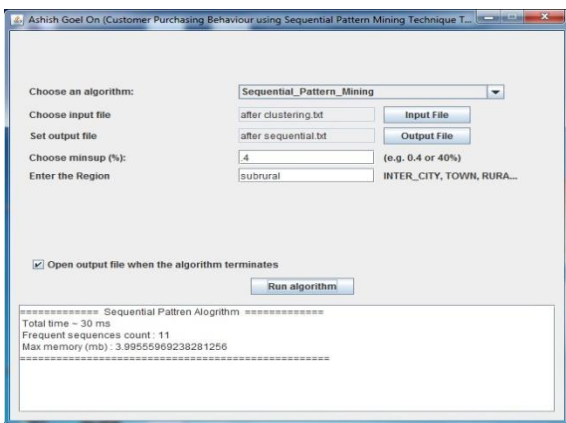 Ashish Goel On (Customer Purchasing Behaviour using Sequential Pattern Mining Technique T...
Choose an algorithm: Sequential_Pattern_Mining
Choose input file after clustering.txt Input File
Set output file after sequential.txt Output File
Choose minsup (%): .4 (e.g. 0.4 or 40%)
Enter the Region subrural INTER_CITY, TOWN, RURA...
Open output file when the algorithm terminates
Run algorithm
============= Sequential Pattren Alogrithm =============
Total time ~ 30 ms
Frequent sequences count : 11
Max memory (mb) : 3.99555969238281256
===================================================